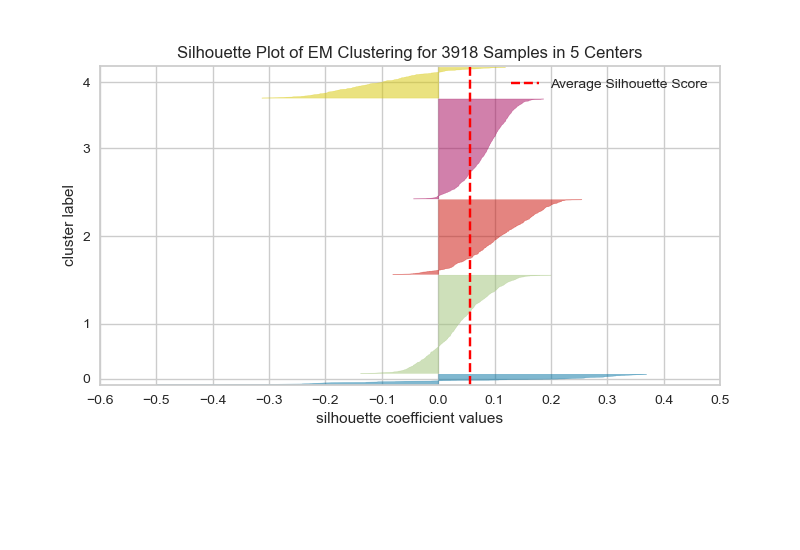 Silhouette Plot of EM Clustering for 3918 Samples in 5 Centers
Average Silhouette Score
cluster label
4
3
2
1
0
−0.6 −0.5 −0.4 −0.3 −0.2 −0.1 0.0 0.1 0.2 0.3 0.4 0.5
silhouette coefficient values